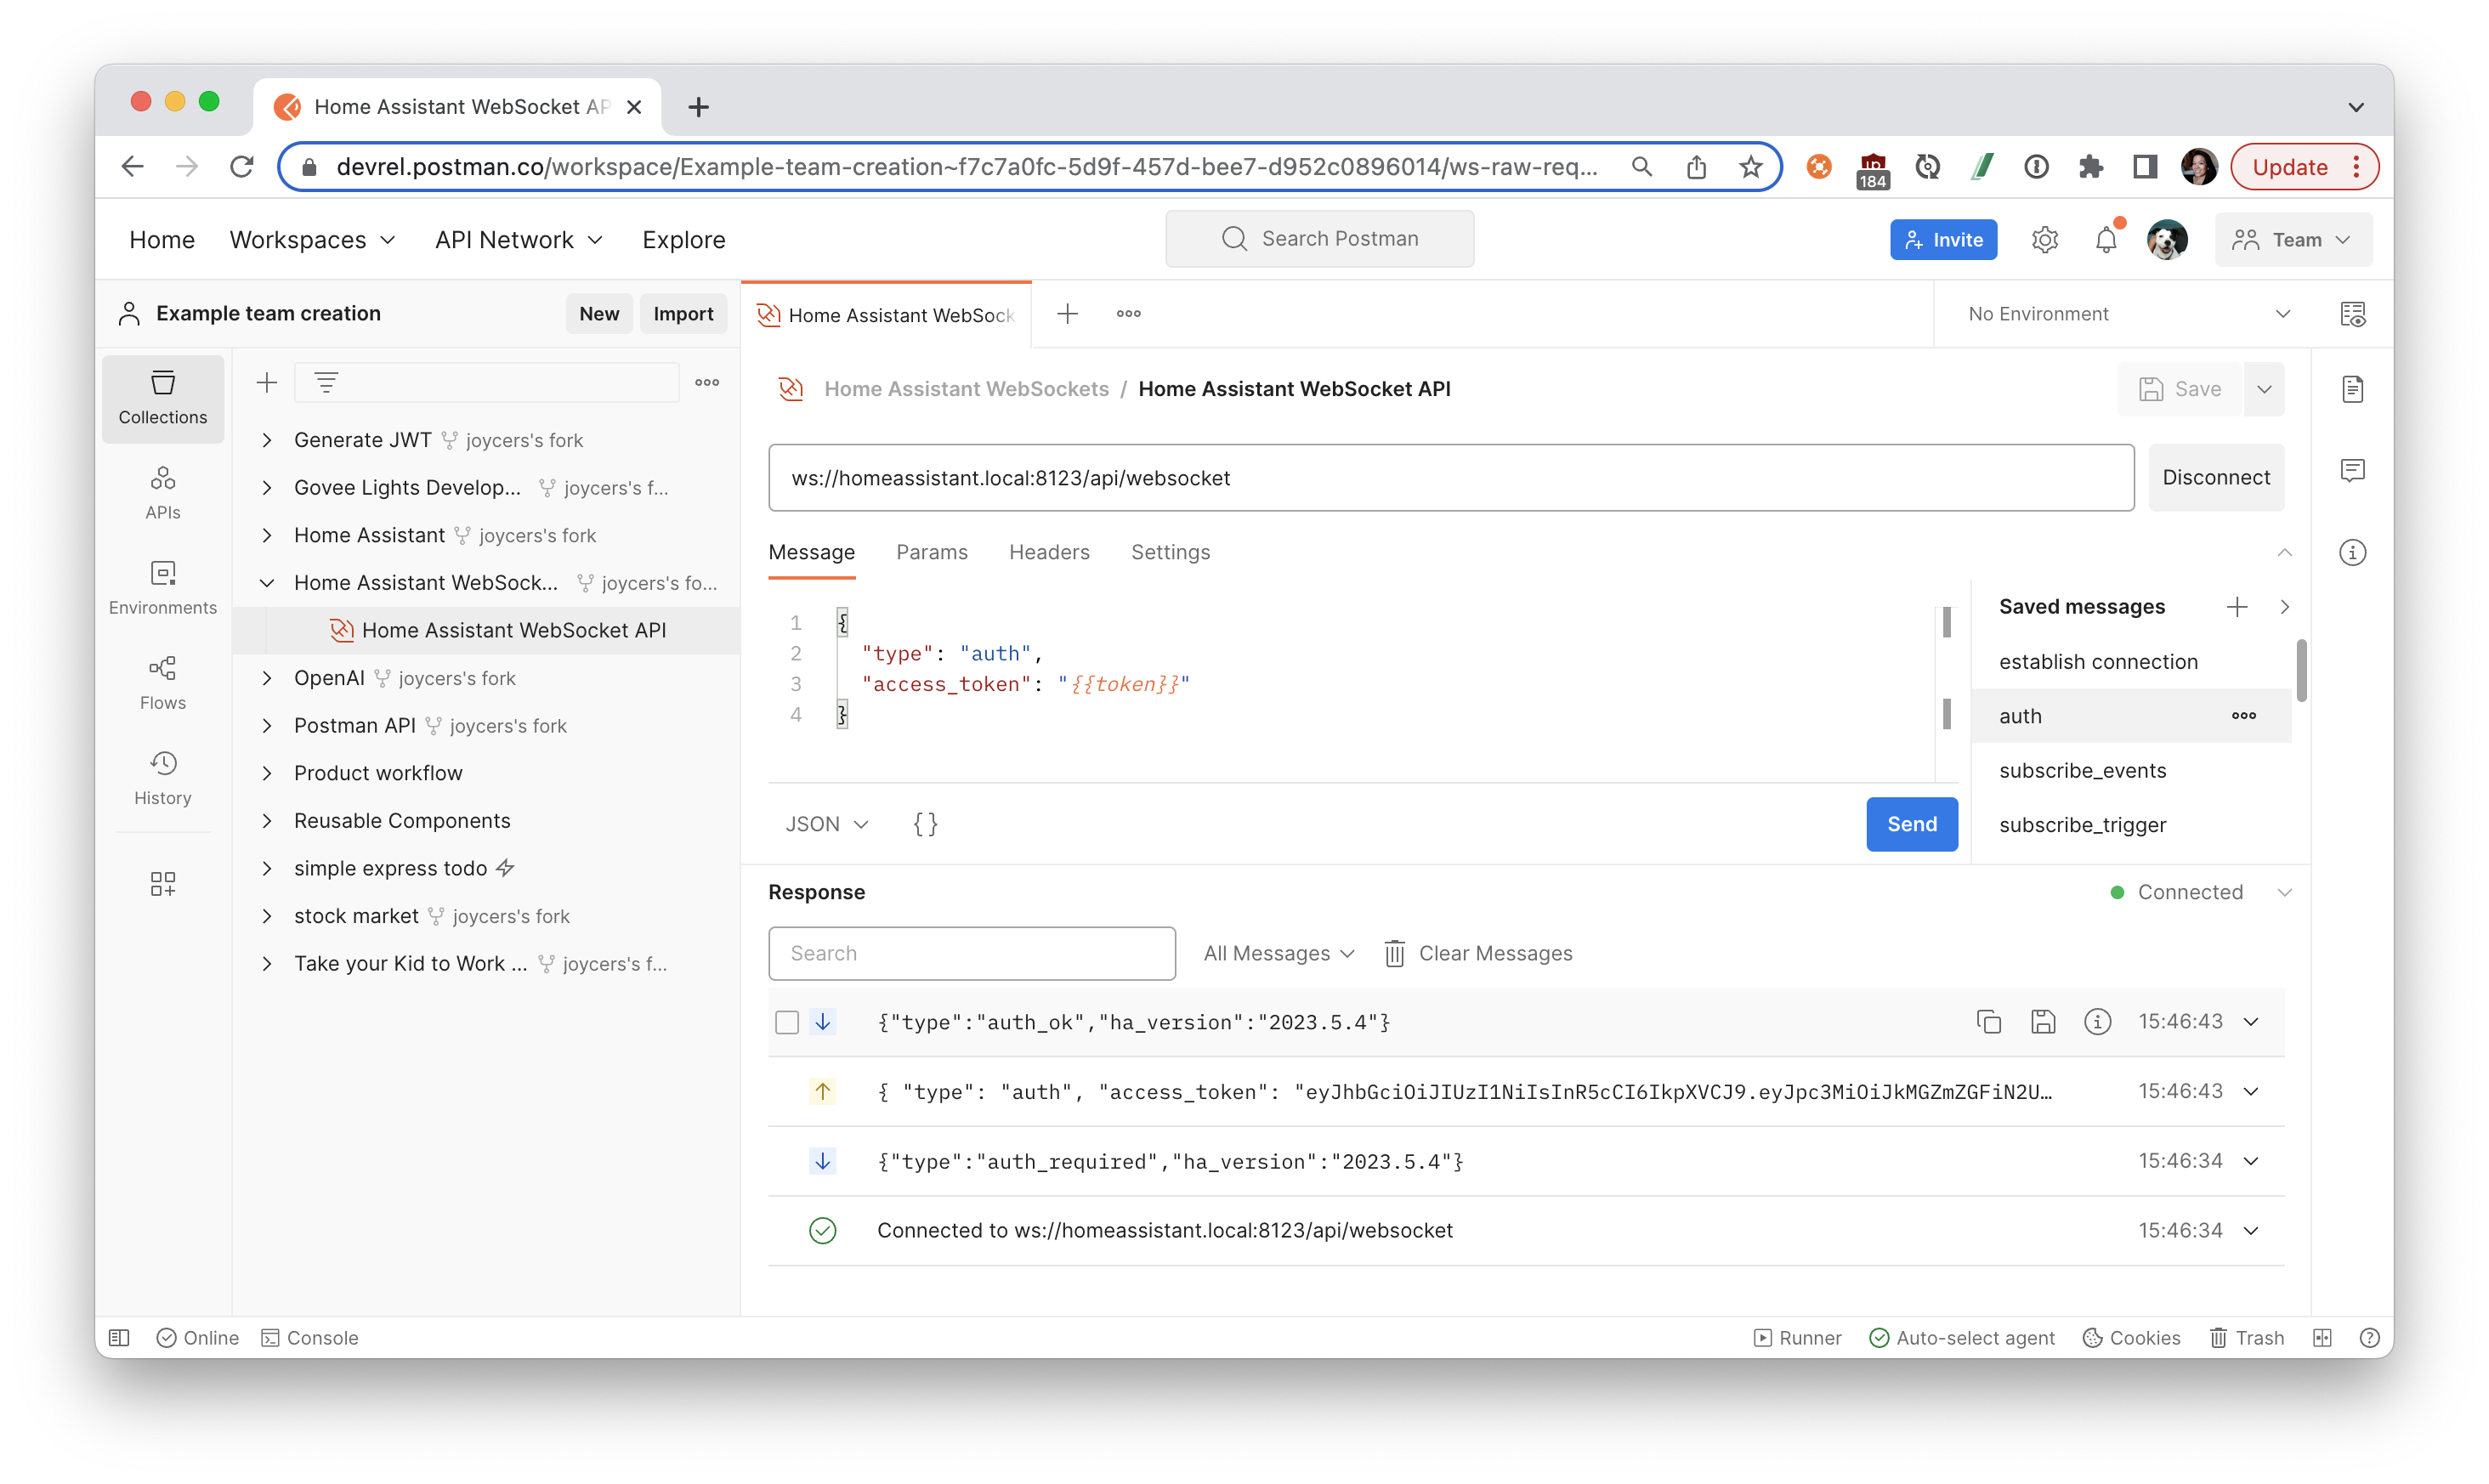 Home Assistant WebSocket AP
devrel.postman.co/workspace/Example-team-creation~f7c7a0fc-5d9f-457d-bee7-d952c0896014/ws-raw-req...
184
Update
Home
Workspaces
API Network
Explore
Search Postman
Invite
Team
Example team creation
New
Import
Home Assistant WebSock
No Environment
Collections
APIs
Environments
Flows
History
Generate JWT joycers's fork
Govee Lights Develop... joycers's f...
Home Assistant joycers's fork
Home Assistant WebSock... joycers's fo...
Home Assistant WebSocket API
OpenAI joycers's fork
Postman API joycers's fork
Product workflow
Reusable Components
simple express todo
stock market joycers's fork
Take your Kid to Work ... joycers's f...
Home Assistant WebSockets / Home Assistant WebSocket API
Save
ws://homeassistant.local:8123/api/websocket
Disconnect
Message
Params
Headers
Settings
1 {
2 "type": "auth",
3 "access_token": "{{token}}"
4 }
JSON
{}
Send
Saved messages
establish connection
auth
subscribe_events
subscribe_trigger
Response
Connected
Search
All Messages
Clear Messages
{"type":"auth_ok","ha_version":"2023.5.4"} 15:46:43
{ "type": "auth", "access_token": "eyJhbGciOiJIUzI1NiIsInR5cCI6IkpXVCJ9.eyJpc3MiOiJkMGZmZGFiN2U... 15:46:43
{"type":"auth_required","ha_version":"2023.5.4"} 15:46:34
Connected to ws://homeassistant.local:8123/api/websocket 15:46:34
Online
Console
Runner
Auto-select agent
Cookies
Trash